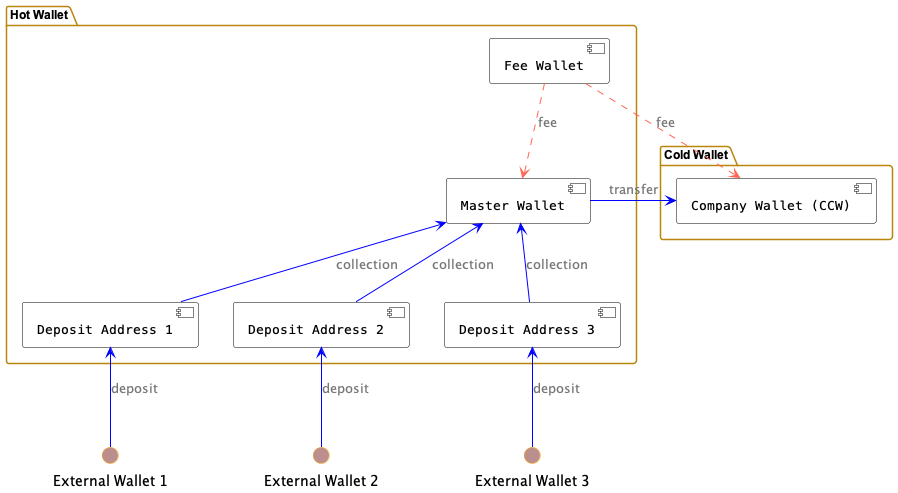 Hot Wallet
Fee Wallet
fee
fee
Cold Wallet
Master Wallet
transfer
Company Wallet (CCW)
collection
collection
collection
Deposit Address 1
Deposit Address 2
Deposit Address 3
deposit
deposit
deposit
External Wallet 1
External Wallet 2
External Wallet 3